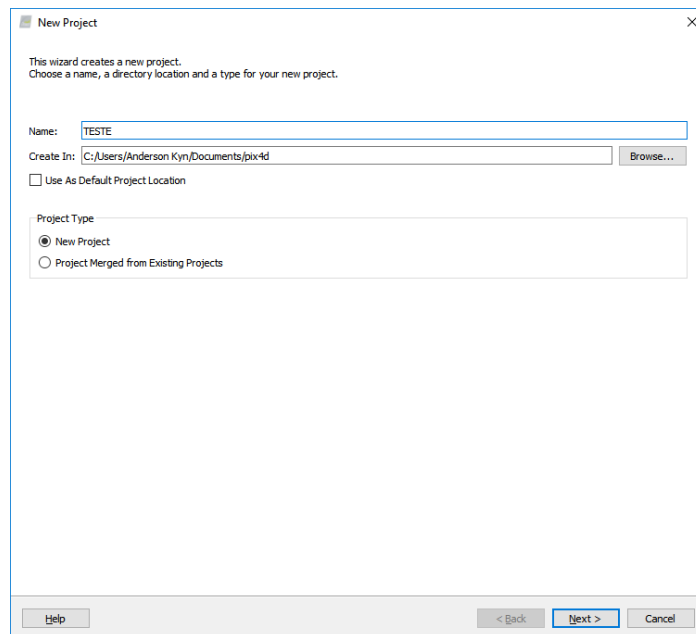 New Project
This wizard creates a new project.
Choose a name, a directory location and a type for your new project.
Name: TESTE
Create In: C:/Users/Anderson Kyn/Documents/pix4d Browse...
Use As Default Project Location
Project Type
New Project
Project Merged from Existing Projects
Help < Back Next > Cancel